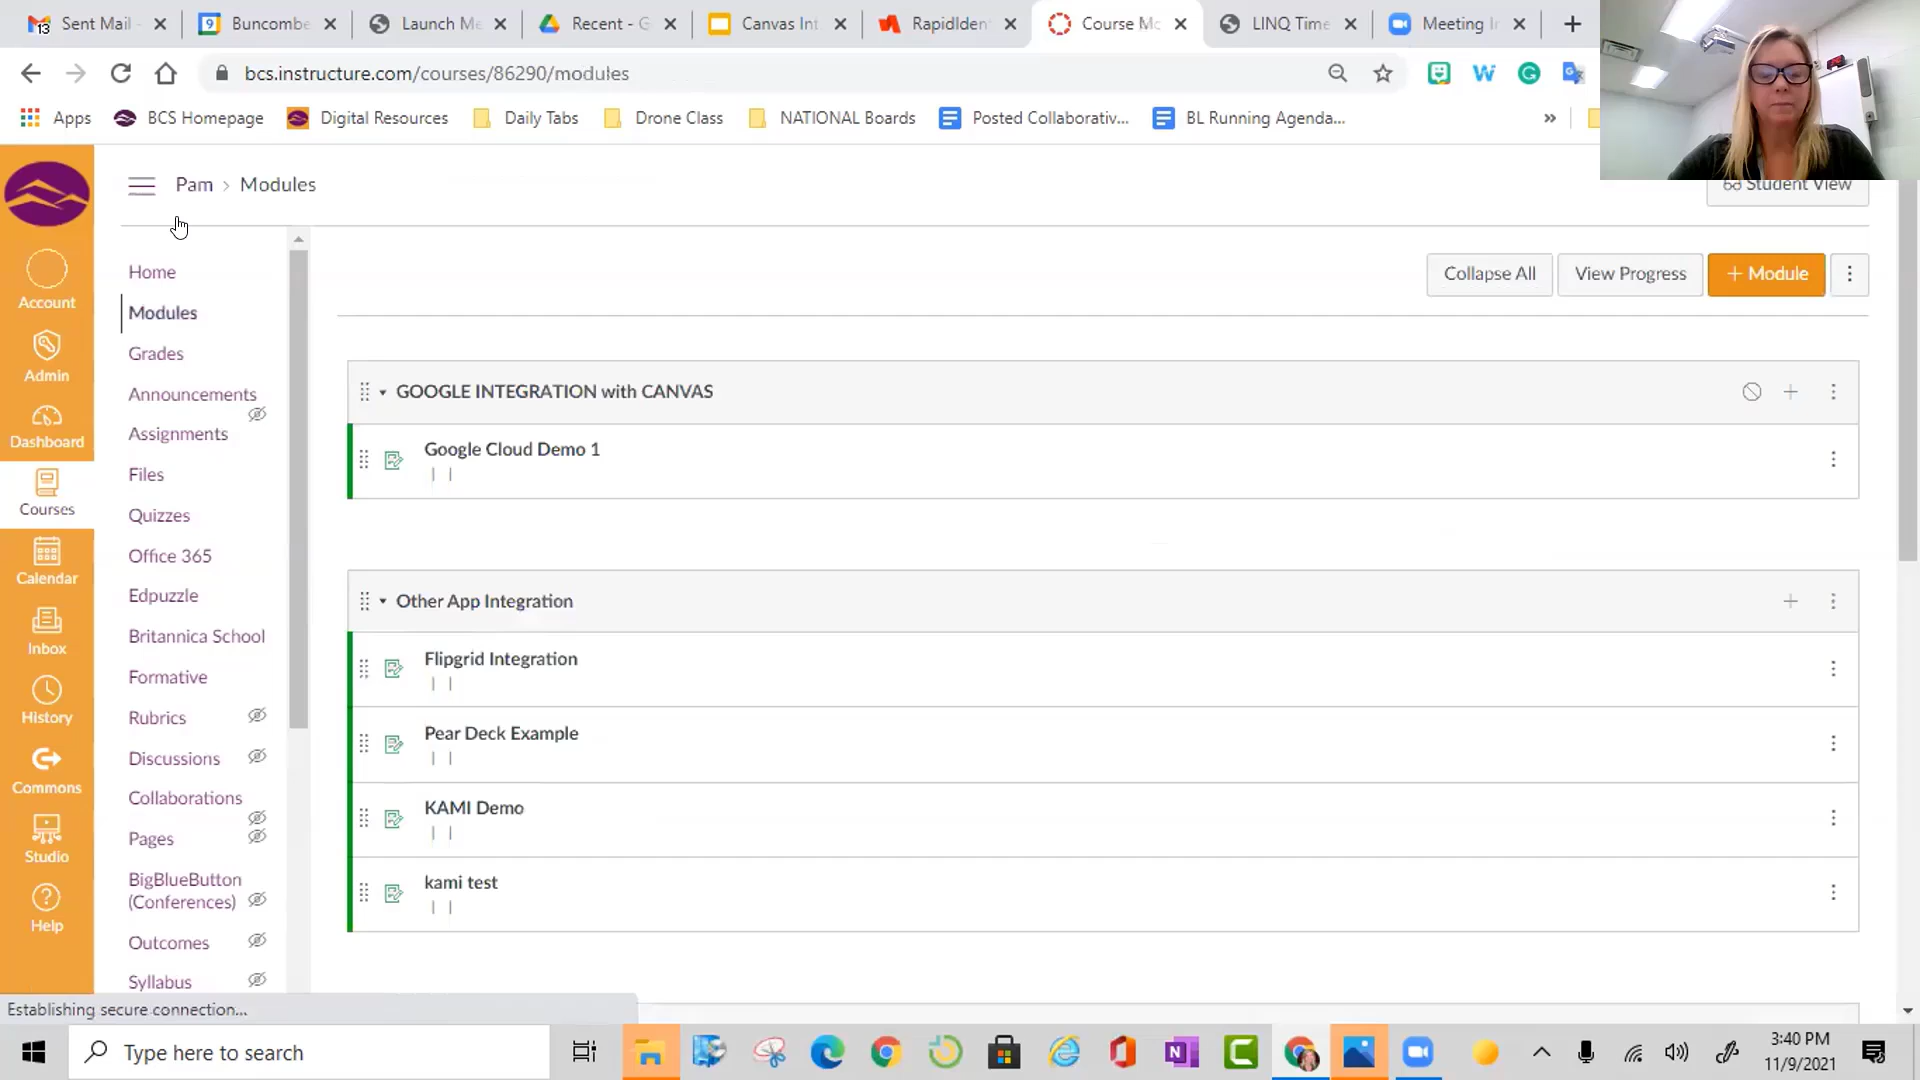 Sent Mail -
Buncombe
Launch Me
Recent - G
Canvas Int
RapidIden
Course Mo
LINQ Time
Meeting I
bcs.instructure.com/courses/86290/modules
Apps
BCS Homepage
Digital Resources
Daily Tabs
Drone Class
NATIONAL Boards
Posted Collaborativ...
BL Running Agenda...
»
Pam › Modules
Student View
Account
Admin
Dashboard
Courses
Calendar
Inbox
History
Commons
Studio
Help
Home
Modules
Grades
Announcements
Assignments
Files
Quizzes
Office 365
Edpuzzle
Britannica School
Formative
Rubrics
Discussions
Collaborations
Pages
BigBlueButton
(Conferences)
Outcomes
Syllabus
Collapse All
View Progress
+ Module
GOOGLE INTEGRATION with CANVAS
Google Cloud Demo 1
| |
Other App Integration
Flipgrid Integration
| |
Pear Deck Example
| |
KAMI Demo
| |
kami test
| |
Establishing secure connection...
Type here to search
3:40 PM
11/9/2021